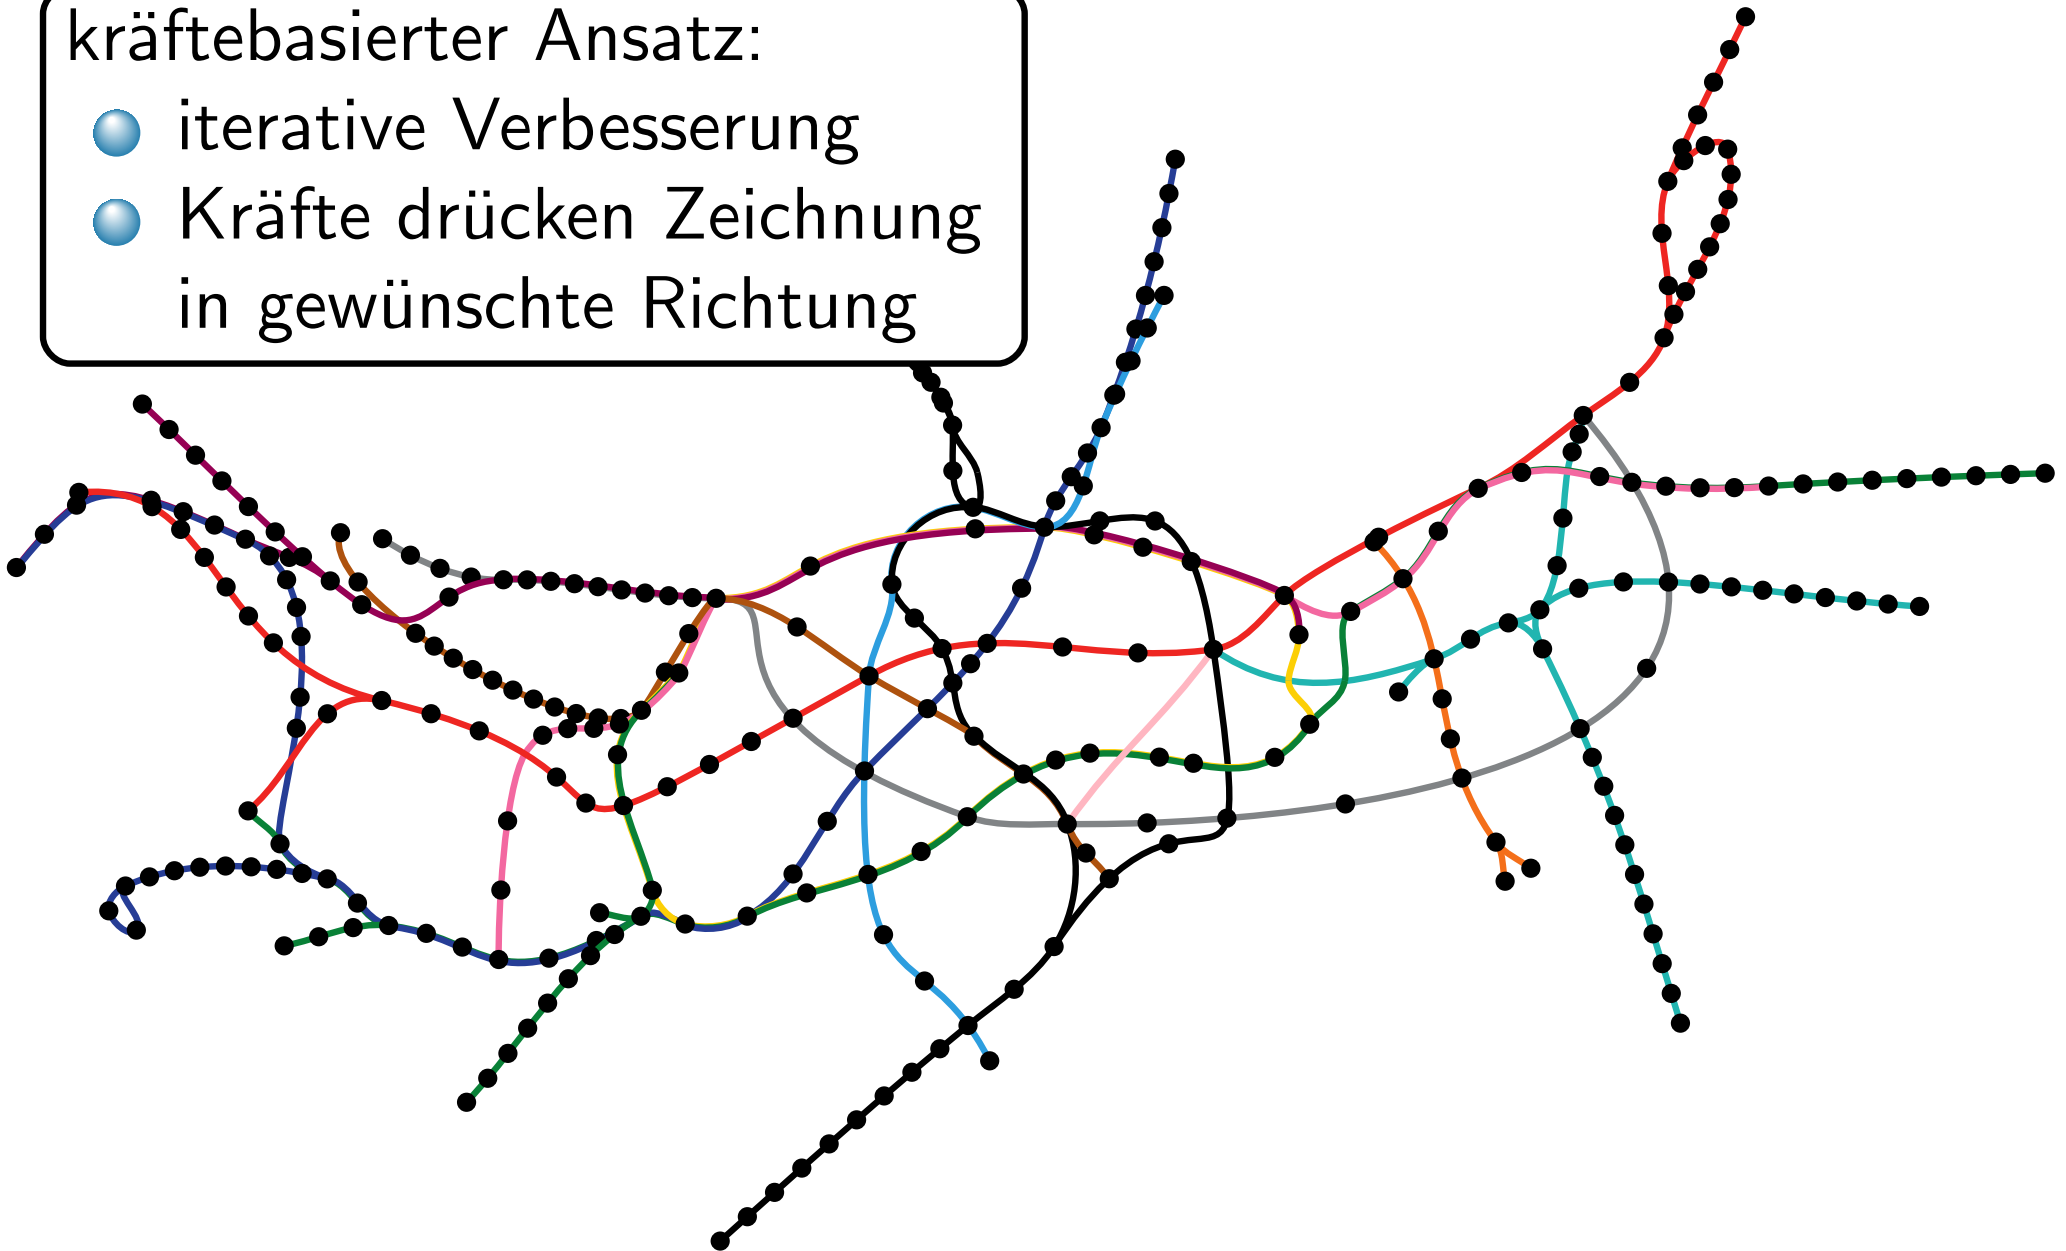 kräftebasierter Ansatz:
iterative Verbesserung
Kräfte drücken Zeichnung
in gewünschte Richtung